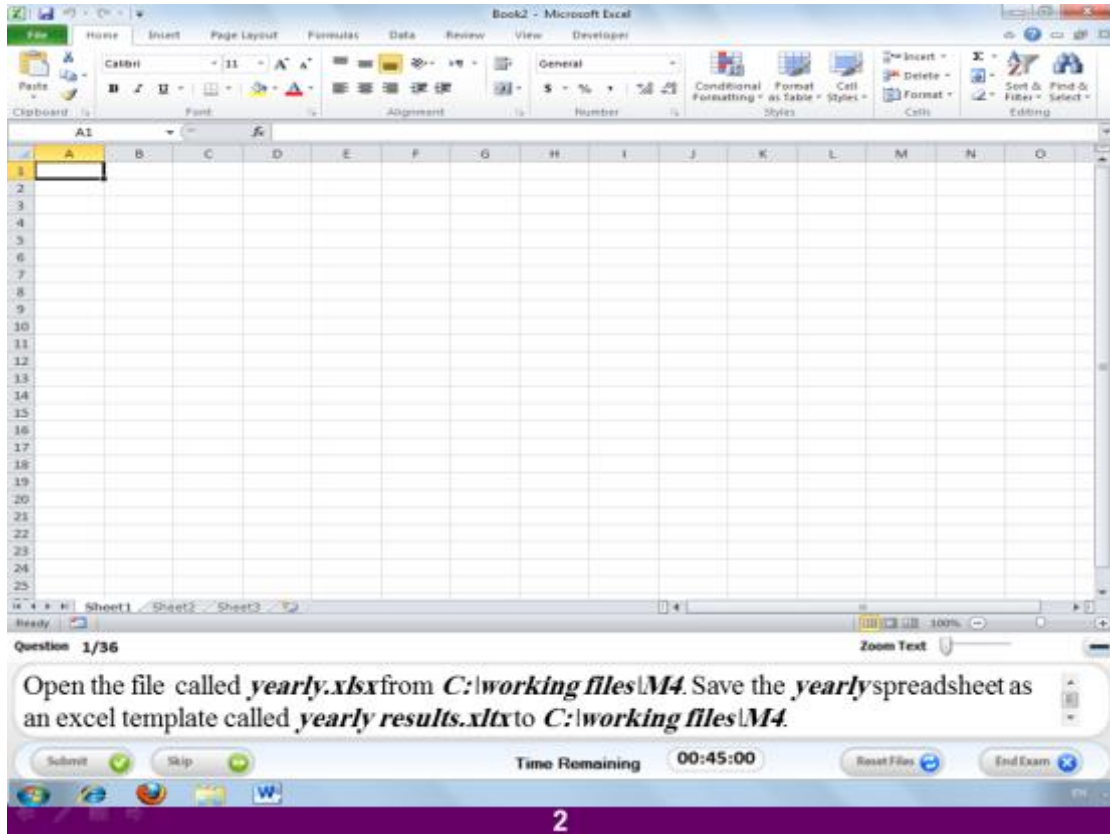 Book2 - Microsoft Excel
File Home Insert Page Layout Formulas Data Review View Developer
Paste Calibri 11 A A General Conditional Formatting as Table Format Cell Styles Insert Delete Format Sort & Filter Find & Select
B I U A $ % ,
Clipboard Font Alignment Number Styles Cells Editing
A1 fx
A B C D E F G H I J K L M N O
1
2
3
4
5
6
7
8
9
10
11
12
13
14
15
16
17
18
19
20
21
22
23
24
25
Sheet1 Sheet2 Sheet3
Ready 100%
Question 1/36 Zoom Text
Open the file called yearly.xlsx from C:\working files\M4. Save the yearly spreadsheet as
an excel template called yearly results.xltx to C:\working files\M4.
Submit Skip Time Remaining 00:45:00 Reset Files End Exam
EN
2